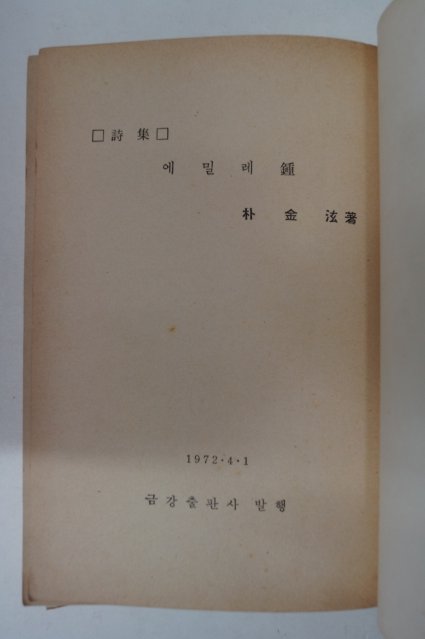 □詩集□
에밀레 鍾
朴金泫著
1972·4·1
금강출판사 발행